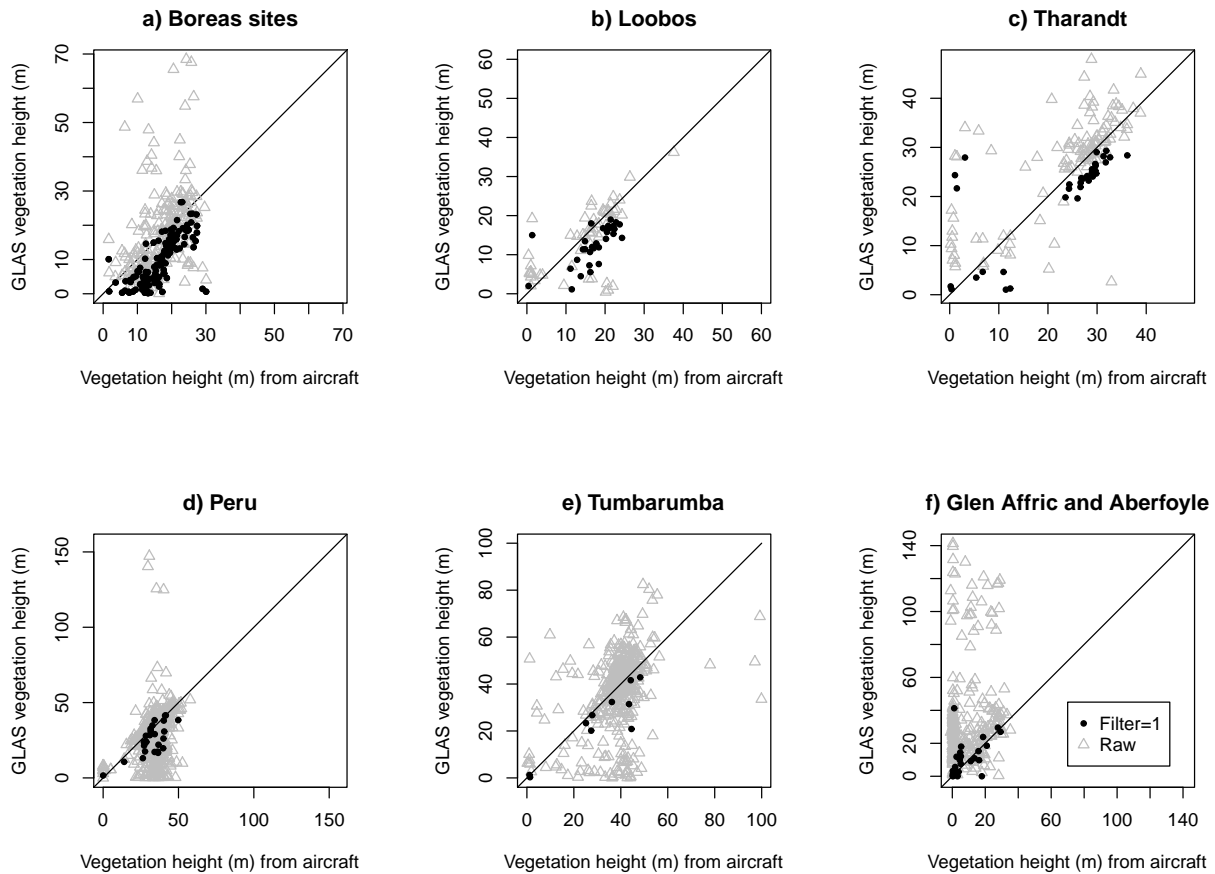 a) Boreas sites
GLAS vegetation height (m)
70
50
30
10
0
0 10 30 50 70
Vegetation height (m) from aircraft
b) Loobos
GLAS vegetation height (m)
60
50
40
30
20
10
0
0 10 20 30 40 50 60
Vegetation height (m) from aircraft
c) Tharandt
GLAS vegetation height (m)
40
30
20
10
0
0 10 20 30 40
Vegetation height (m) from aircraft
d) Peru
GLAS vegetation height (m)
150
100
50
0
0 50 100 150
Vegetation height (m) from aircraft
e) Tumbarumba
GLAS vegetation height (m)
100
80
60
40
20
0
0 20 40 60 80 100
Vegetation height (m) from aircraft
f) Glen Affric and Aberfoyle
GLAS vegetation height (m)
140
100
60
40
20
0
0 20 60 100 140
Vegetation height (m) from aircraft
Filter=1
Raw